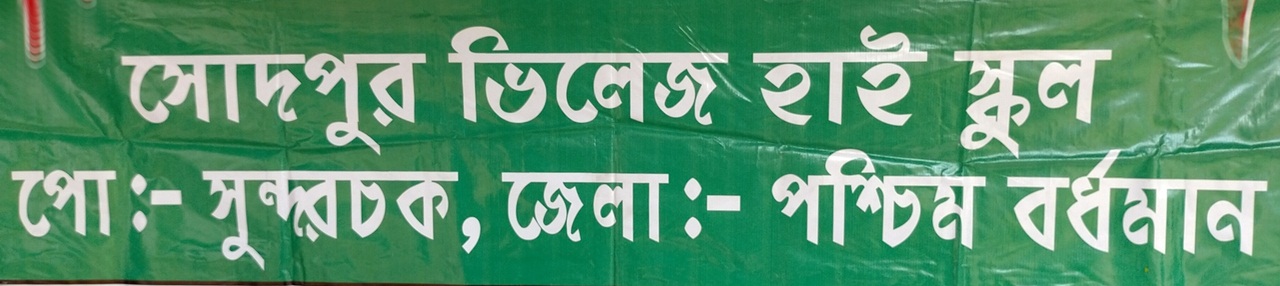 সোদপুর ভিলেজ হাই স্কুল
পো:- সুন্দরচক, জেলা:- পশ্চিম বর্ধমান